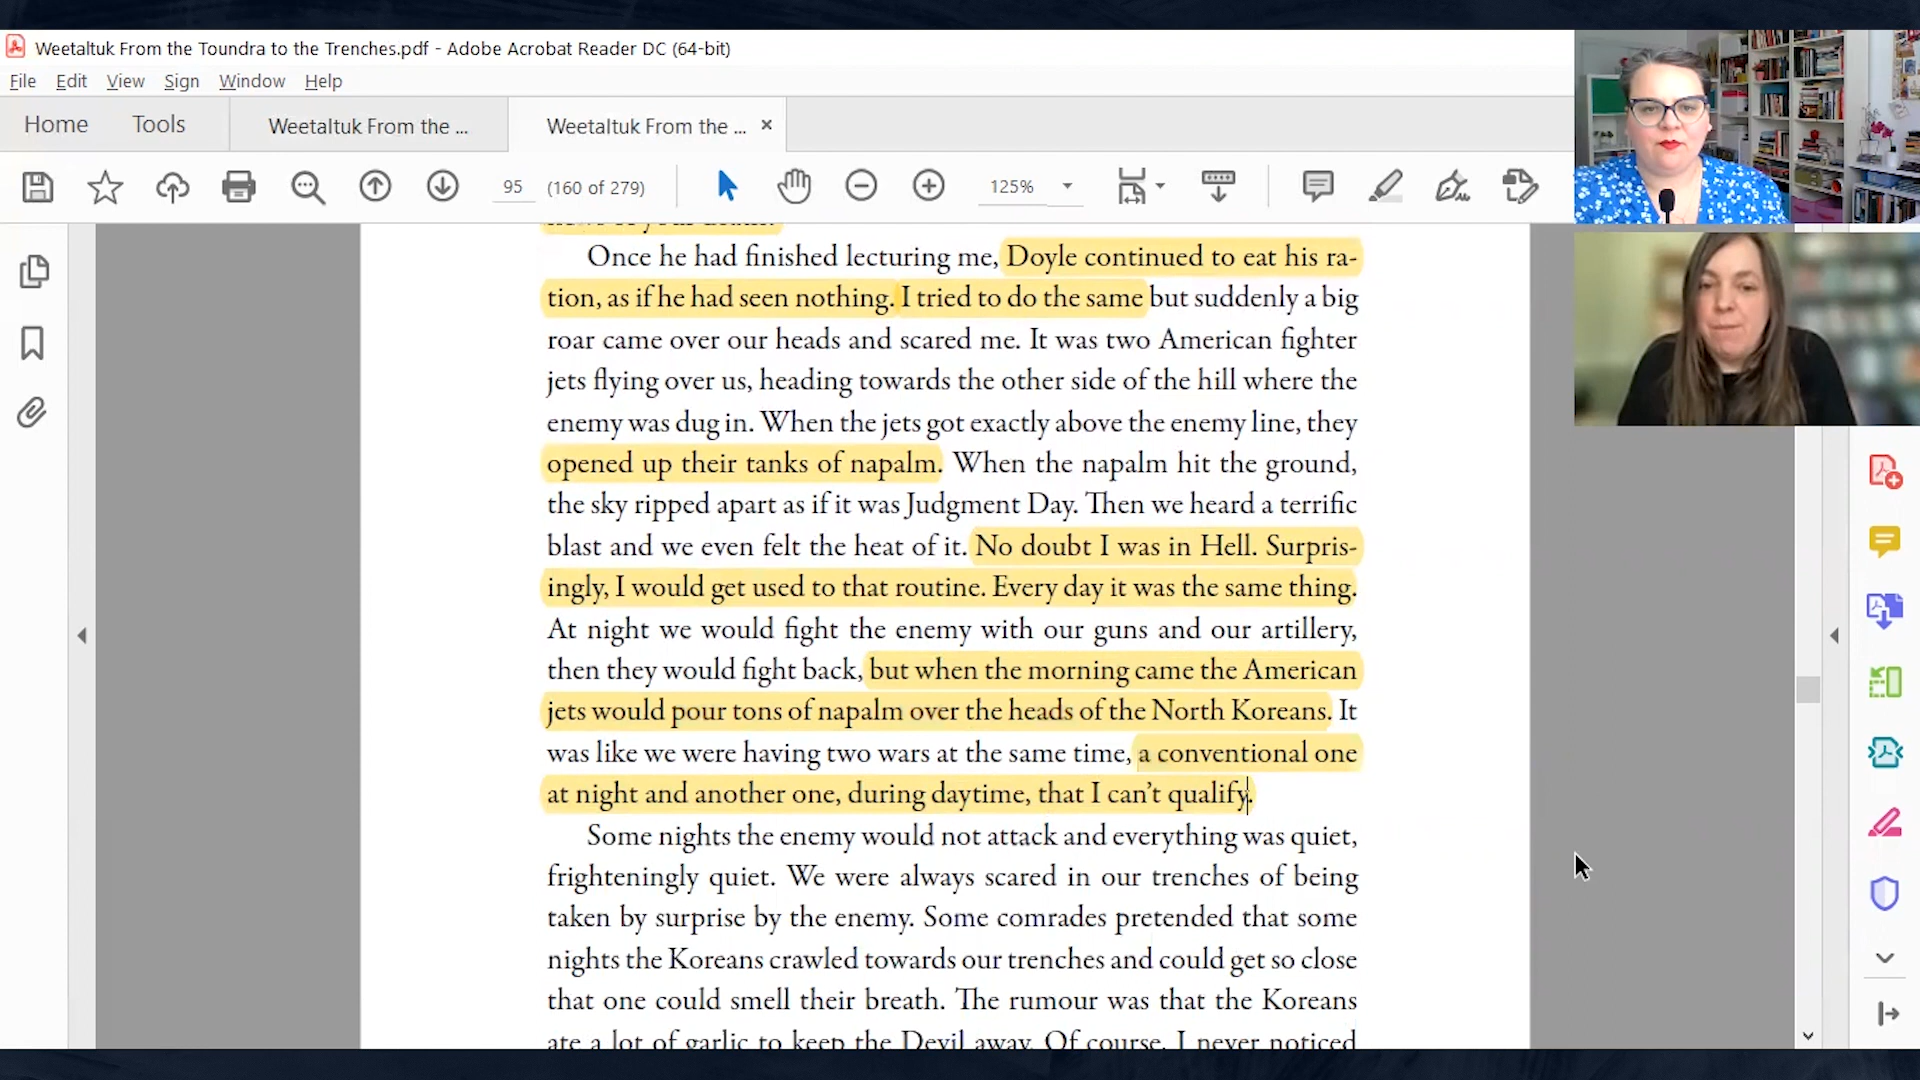 Weetaltuk From the Toundra to the Trenches.pdf - Adobe Acrobat Reader DC (64-bit)
File Edit View Sign Window Help
Home Tools Weetaltuk From the ... Weetaltuk From the ... ×
95 (160 of 279) 125%
Once he had finished lecturing me, Doyle continued to eat his ra-
tion, as if he had seen nothing. I tried to do the same but suddenly a big
roar came over our heads and scared me. It was two American fighter
jets flying over us, heading towards the other side of the hill where the
enemy was dug in. When the jets got exactly above the enemy line, they
opened up their tanks of napalm. When the napalm hit the ground,
the sky ripped apart as if it was Judgment Day. Then we heard a terrific
blast and we even felt the heat of it. No doubt I was in Hell. Surpris-
ingly, I would get used to that routine. Every day it was the same thing.
At night we would fight the enemy with our guns and our artillery,
then they would fight back, but when the morning came the American
jets would pour tons of napalm over the heads of the North Koreans. It
was like we were having two wars at the same time, a conventional one
at night and another one, during daytime, that I can't qualify.
Some nights the enemy would not attack and everything was quiet,
frighteningly quiet. We were always scared in our trenches of being
taken by surprise by the enemy. Some comrades pretended that some
nights the Koreans crawled towards our trenches and could get so close
that one could smell their breath. The rumour was that the Koreans
ate a lot of garlic to keep the Devil away. Of course, I never noticed